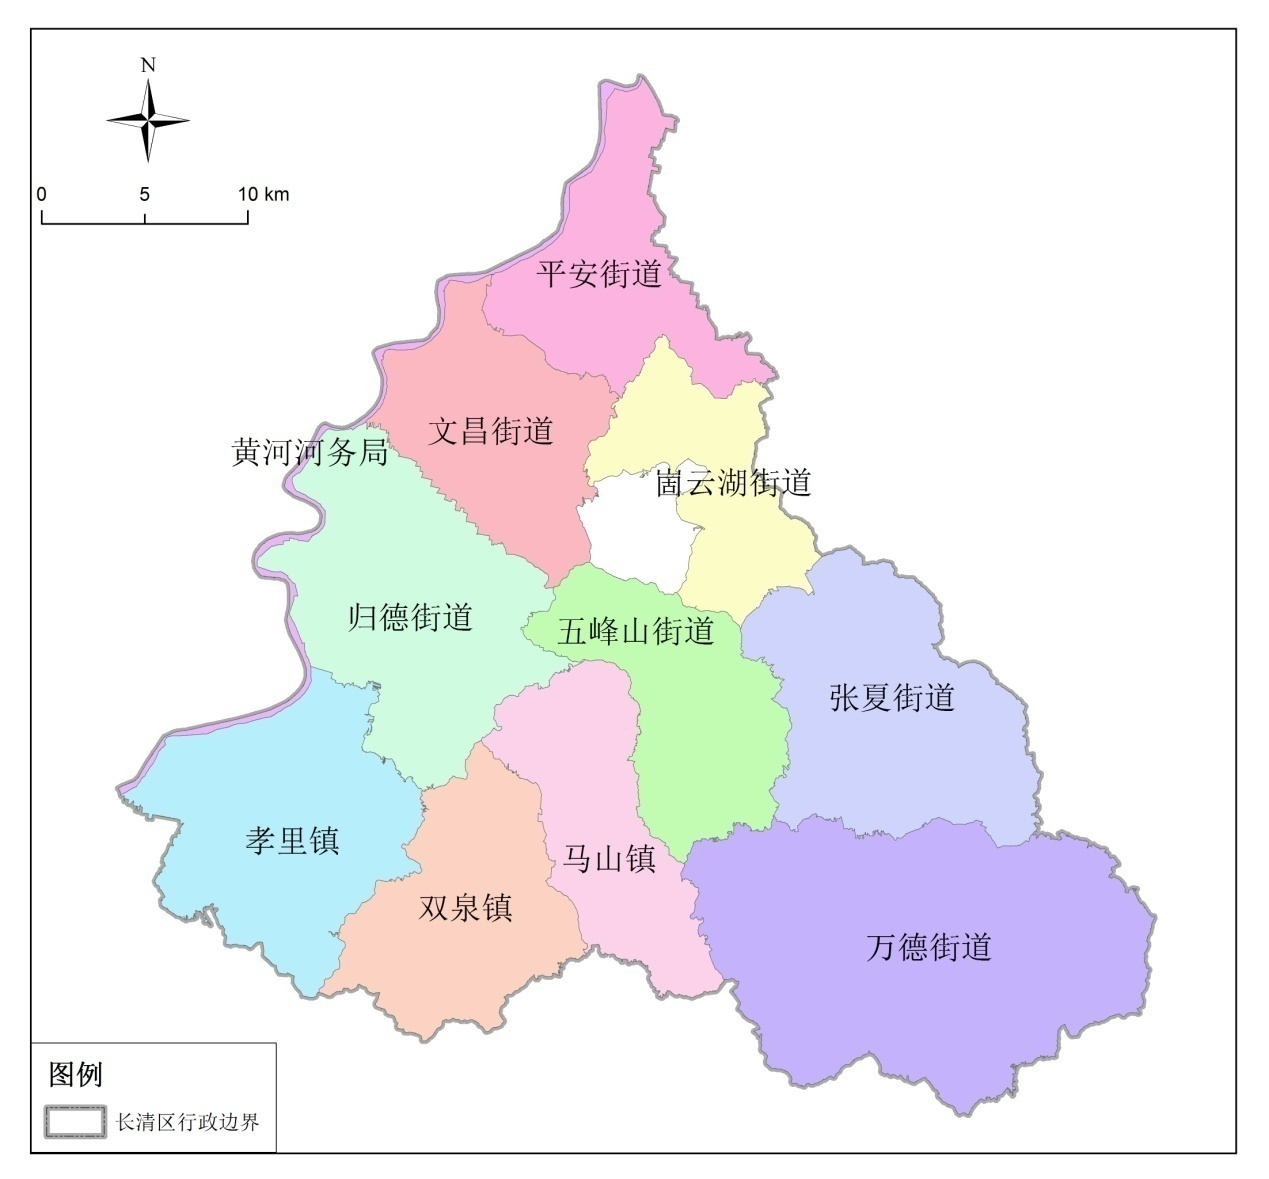 N
0 5 10 km
平安街道
文昌街道
黄河河务局
崮云湖街道
归德街道
五峰山街道
张夏街道
孝里镇
马山镇
双泉镇
万德街道
图例
长清区行政边界